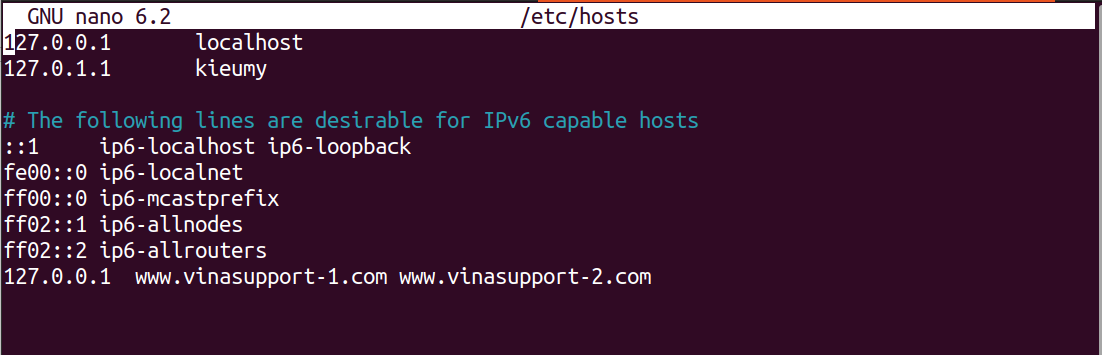 GNU nano 6.2 /etc/hosts
127.0.0.1 localhost
127.0.1.1 kieumy
# The following lines are desirable for IPv6 capable hosts
::1 ip6-localhost ip6-loopback
fe00::0 ip6-localnet
ff00::0 ip6-mcastprefix
ff02::1 ip6-allnodes
ff02::2 ip6-allrouters
127.0.0.1 www.vinasupport-1.com www.vinasupport-2.com